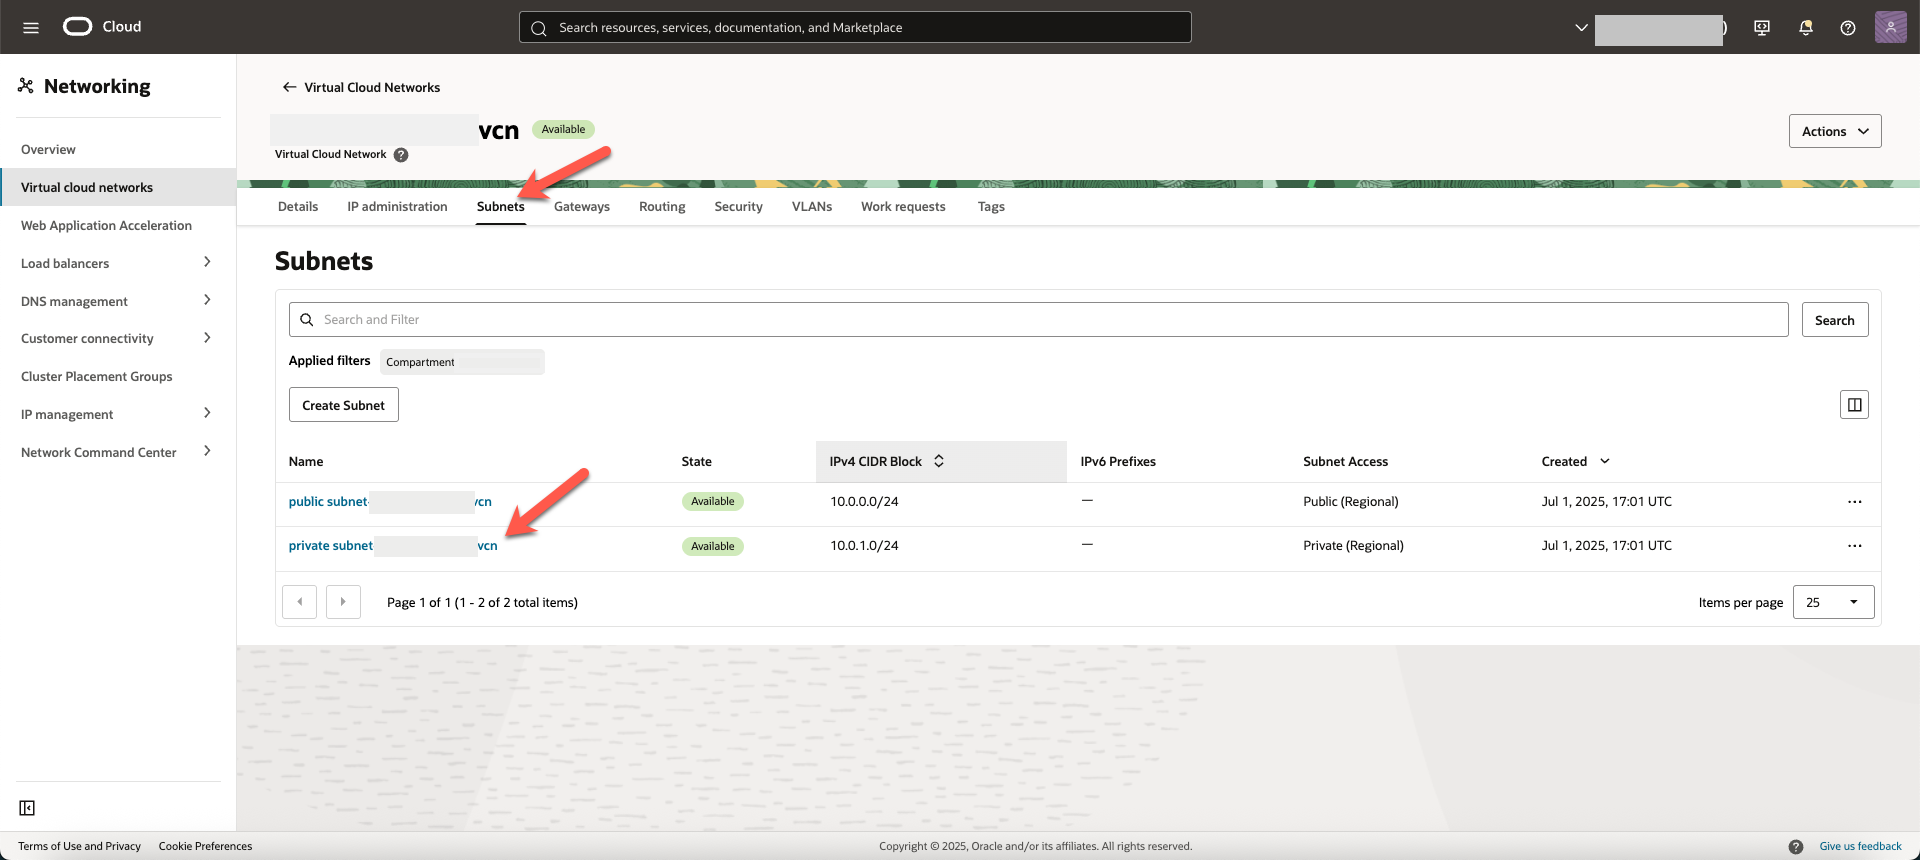 Cloud
Search resources, services, documentation, and Marketplace
Networking
Overview
Virtual cloud networks
Web Application Acceleration
Load balancers
DNS management
Customer connectivity
Cluster Placement Groups
IP management
Network Command Center
Virtual Cloud Networks
vcn Available
Virtual Cloud Network ?
Actions
Details IP administration Subnets Gateways Routing Security VLANs Work requests Tags
Subnets
Search and Filter
Search
Applied filters Compartment
Create Subnet
Name State IPv4 CIDR Block IPv6 Prefixes Subnet Access Created
public subnet- vcn Available 10.0.0.0/24 — Public (Regional) Jul 1, 2025, 17:01 UTC ...
private subnet vcn Available 10.0.1.0/24 — Private (Regional) Jul 1, 2025, 17:01 UTC ...
Page 1 of 1 (1 - 2 of 2 total items)
Items per page 25
Terms of Use and Privacy Cookie Preferences
Copyright © 2025, Oracle and/or its affiliates. All rights reserved.
? Give us feedback